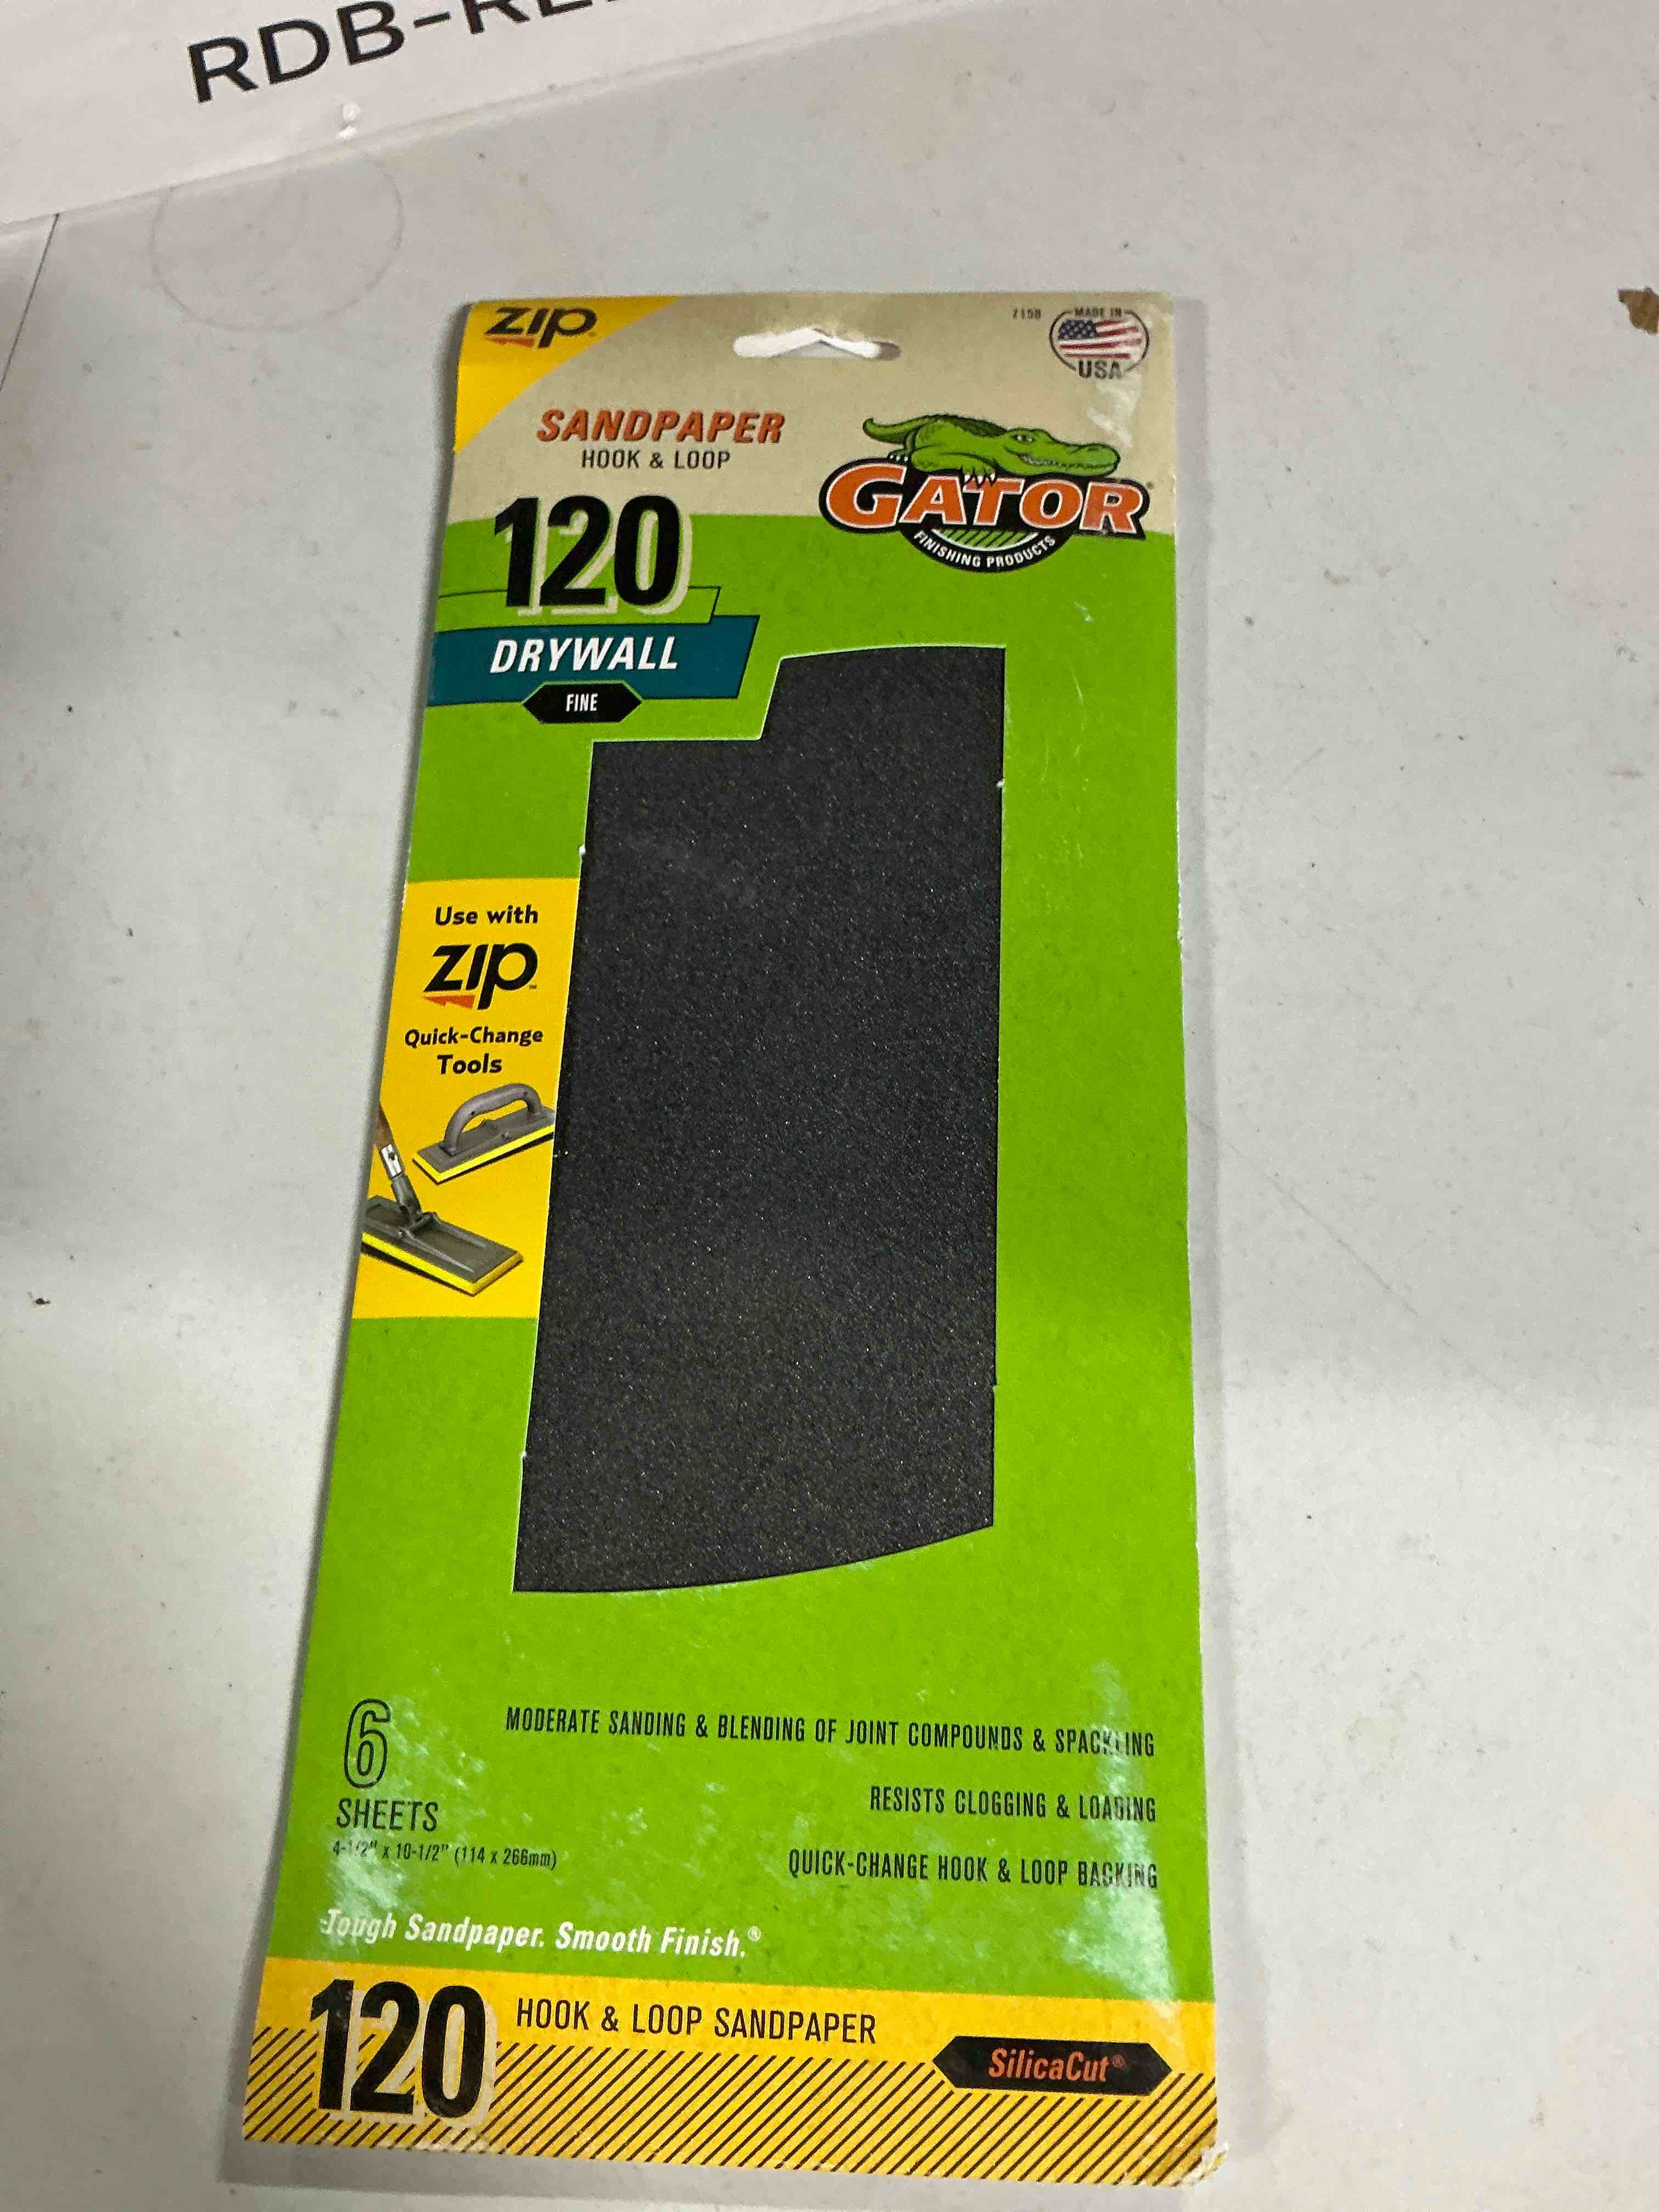 RDB-RE
ZIP
7158
MADE IN
USA
SANDPAPER
HOOK & LOOP
GATOR
FINISHING PRODUCTS
120
DRYWALL
FINE
Use with
ZIP™
Quick-Change
Tools
6
SHEETS
4-1/2" x 10-1/2" (114 x 266mm)
MODERATE SANDING & BLENDING OF JOINT COMPOUNDS & SPACKLING
RESISTS CLOGGING & LOADING
QUICK-CHANGE HOOK & LOOP BACKING
Tough Sandpaper. Smooth Finish.®
120 HOOK & LOOP SANDPAPER
SilicaCut®